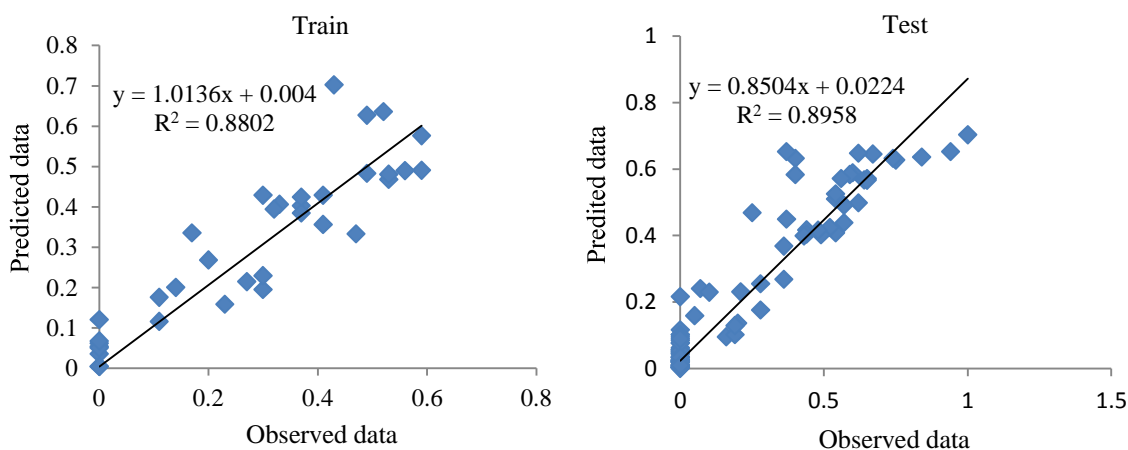 Train
0.8
0.7
0.6
0.5
0.4
0.3
0.2
0.1
0
y = 1.0136x + 0.004
R² = 0.8802
Predicted data
0 0.2 0.4 0.6 0.8
Observed data
Test
1
0.8
0.6
0.4
0.2
0
y = 0.8504x + 0.0224
R² = 0.8958
Predited data
0 0.5 1 1.5
Observed data